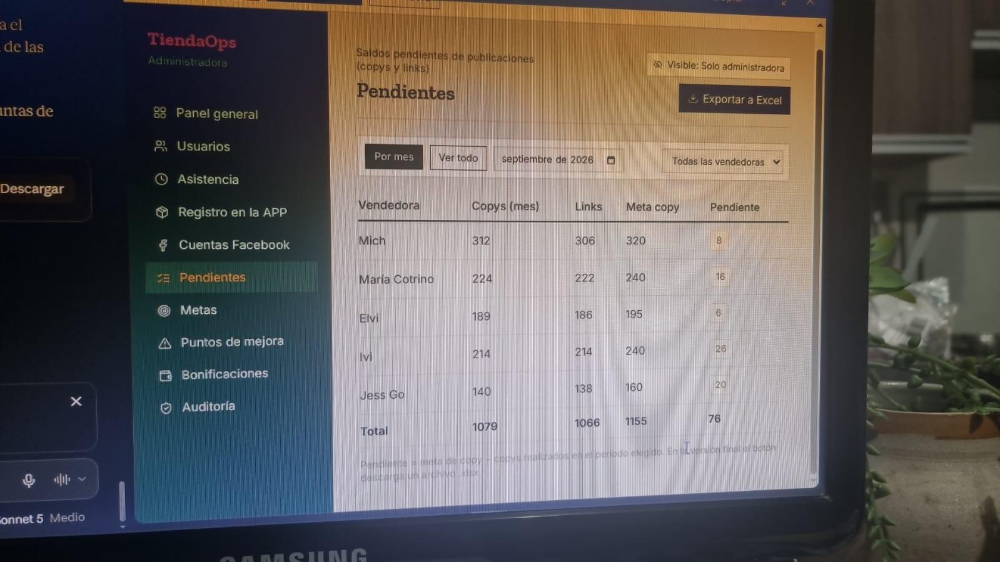 a el
de las
untas de
Descargar
onnet 5 Medio
TiendaOps
Administradora
Panel general
Usuarios
Asistencia
Registro en la APP
Cuentas Facebook
Pendientes
Metas
Puntos de mejora
Bonificaciones
Auditoría
Saldos pendientes de publicaciones
(copys y links)
Pendientes
Visible: Solo administradora
Exportar a Excel
Por mes Ver todo septiembre de 2026 Todas las vendedoras
Vendedora Copys (mes) Links Meta copy Pendiente
Mich 312 306 320 8
María Cotrino 224 222 240 16
Elvi 189 186 195 6
Ivi 214 214 240 26
Jess Go 140 138 160 20
Total 1079 1066 1155 76
Pendiente = meta de copy − copys realizados en el período elegido. En la versión final el botón
descarga un archivo .xlsx.
SAMSUNG